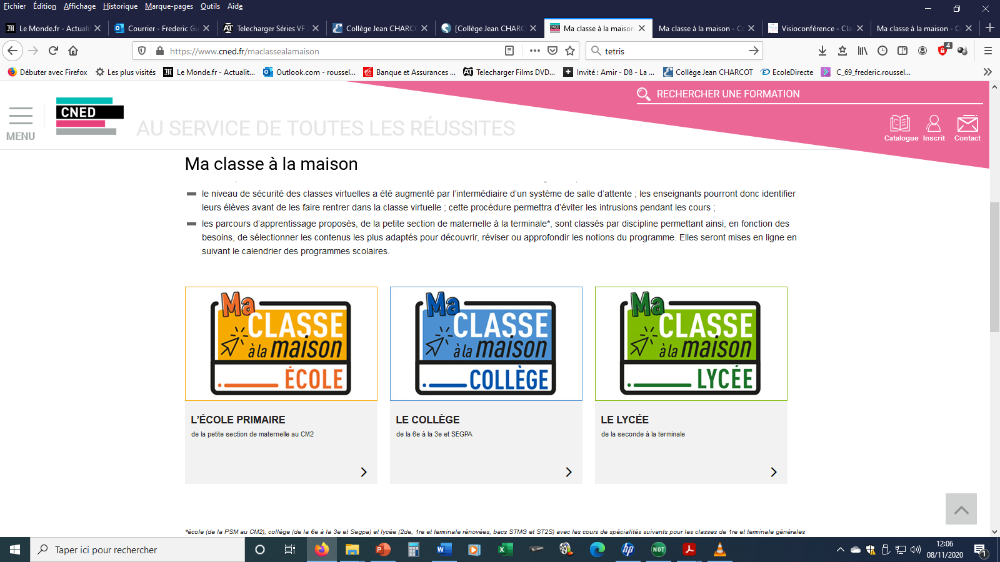 Fichier Édition Affichage Historique Marque-pages Outils Aide
Le Monde.fr - Actuali
Courrier - Frederic Gu
Telecharger Séries VF
Collège Jean CHARCO
[Collège Jean CHARC
Ma classe à la maison
Ma classe à la maison - Co
Visioconférence - Clas
Ma classe à la maison - Co
https://www.cned.fr/maclassealamaison
tetris
4
Débuter avec Firefox
Les plus visités
Le Monde.fr - Actualit...
Outlook.com - roussel...
Banque et Assurances ...
Telecharger Films DVD...
Invité : Amir - D8 - La ...
Collège Jean CHARCOT
EcoleDirecte
C_69_frederic.roussel...
RECHERCHER UNE FORMATION
MENU
CNED
AU SERVICE DE TOUTES LES RÉUSSITES
Catalogue
Inscrit
Contact
Ma classe à la maison
le niveau de sécurité des classes virtuelles a été augmenté par l'intermédiaire d'un système de salle d'attente ; les enseignants pourront donc identifier
leurs élèves avant de les faire rentrer dans la classe virtuelle ; cette procédure permettra d'éviter les intrusions pendant les cours ;
les parcours d'apprentissage proposés, de la petite section de maternelle à la terminale*, sont classés par discipline permettant ainsi, en fonction des
besoins, de sélectionner les contenus les plus adaptés pour découvrir, réviser ou approfondir les notions du programme. Elles seront mises en ligne en
suivant le calendrier des programmes scolaires.
Ma
CLASSE
à la maison
ÉCOLE
L'ÉCOLE PRIMAIRE
de la petite section de maternelle au CM2
Ma
CLASSE
à la maison
COLLÈGE
LE COLLÈGE
de la 6e à la 3e et SEGPA
Ma
CLASSE
à la maison
LYCÉE
LE LYCÉE
de la seconde à la terminale
*école (de la PSM au CM2), collège (de la 6e à la 3e et Segpa) et lycée (2de, 1re et terminale rénovées, bacs STMG et ST2S) avec les cours de spécialités suivants pour les classes de 1re et terminale générales
Taper ici pour rechercher
hp
NOT
12:06
08/11/2020
1